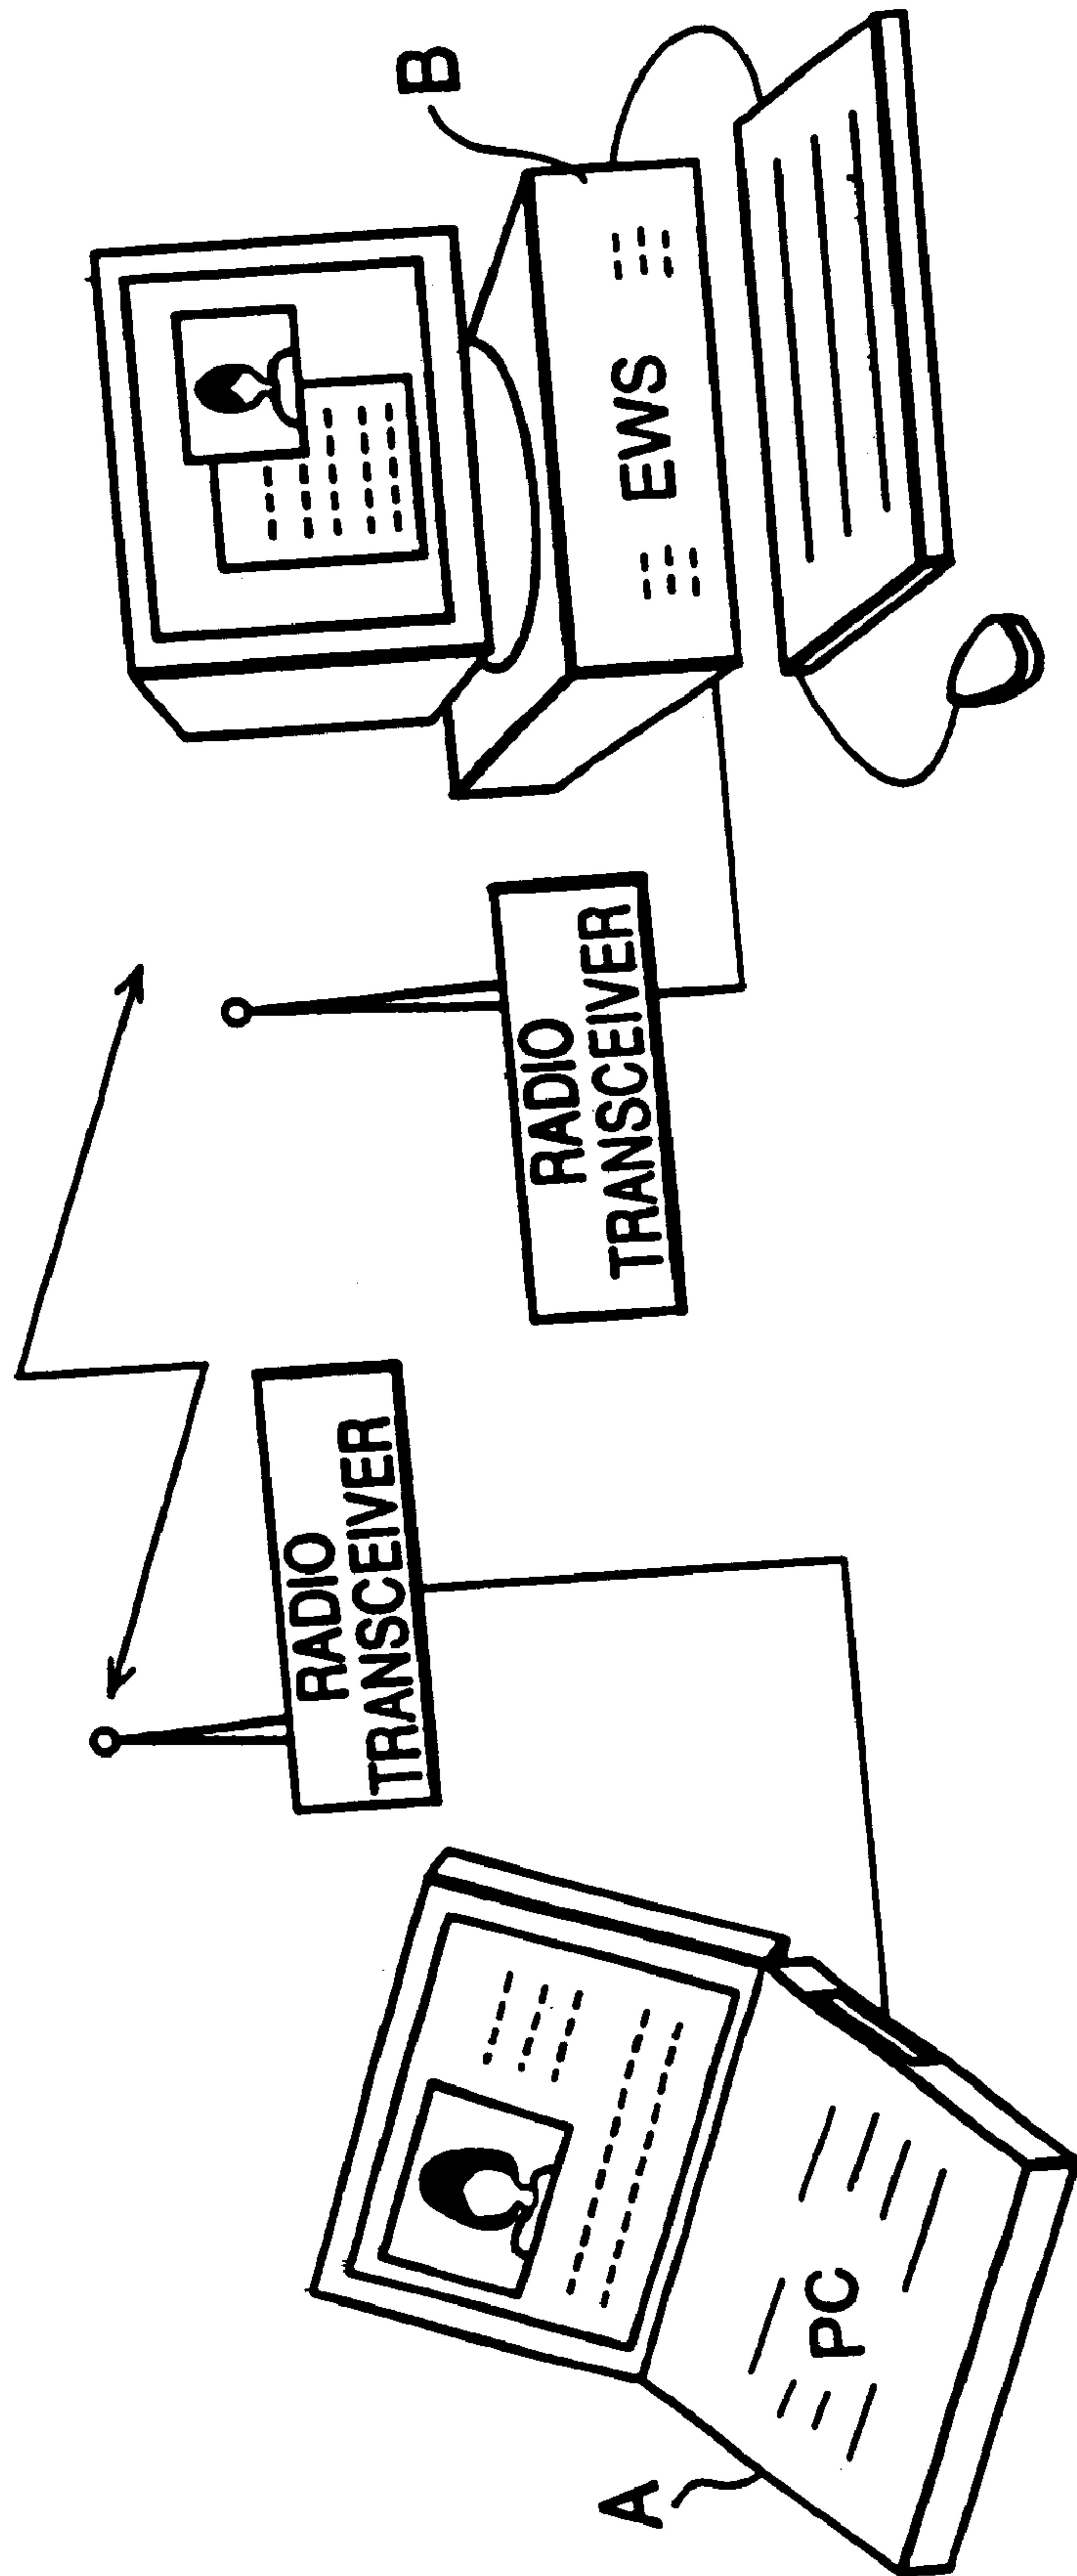 A
PC
RADIO
TRANSCEIVER
RADIO
TRANSCEIVER
EWS
B